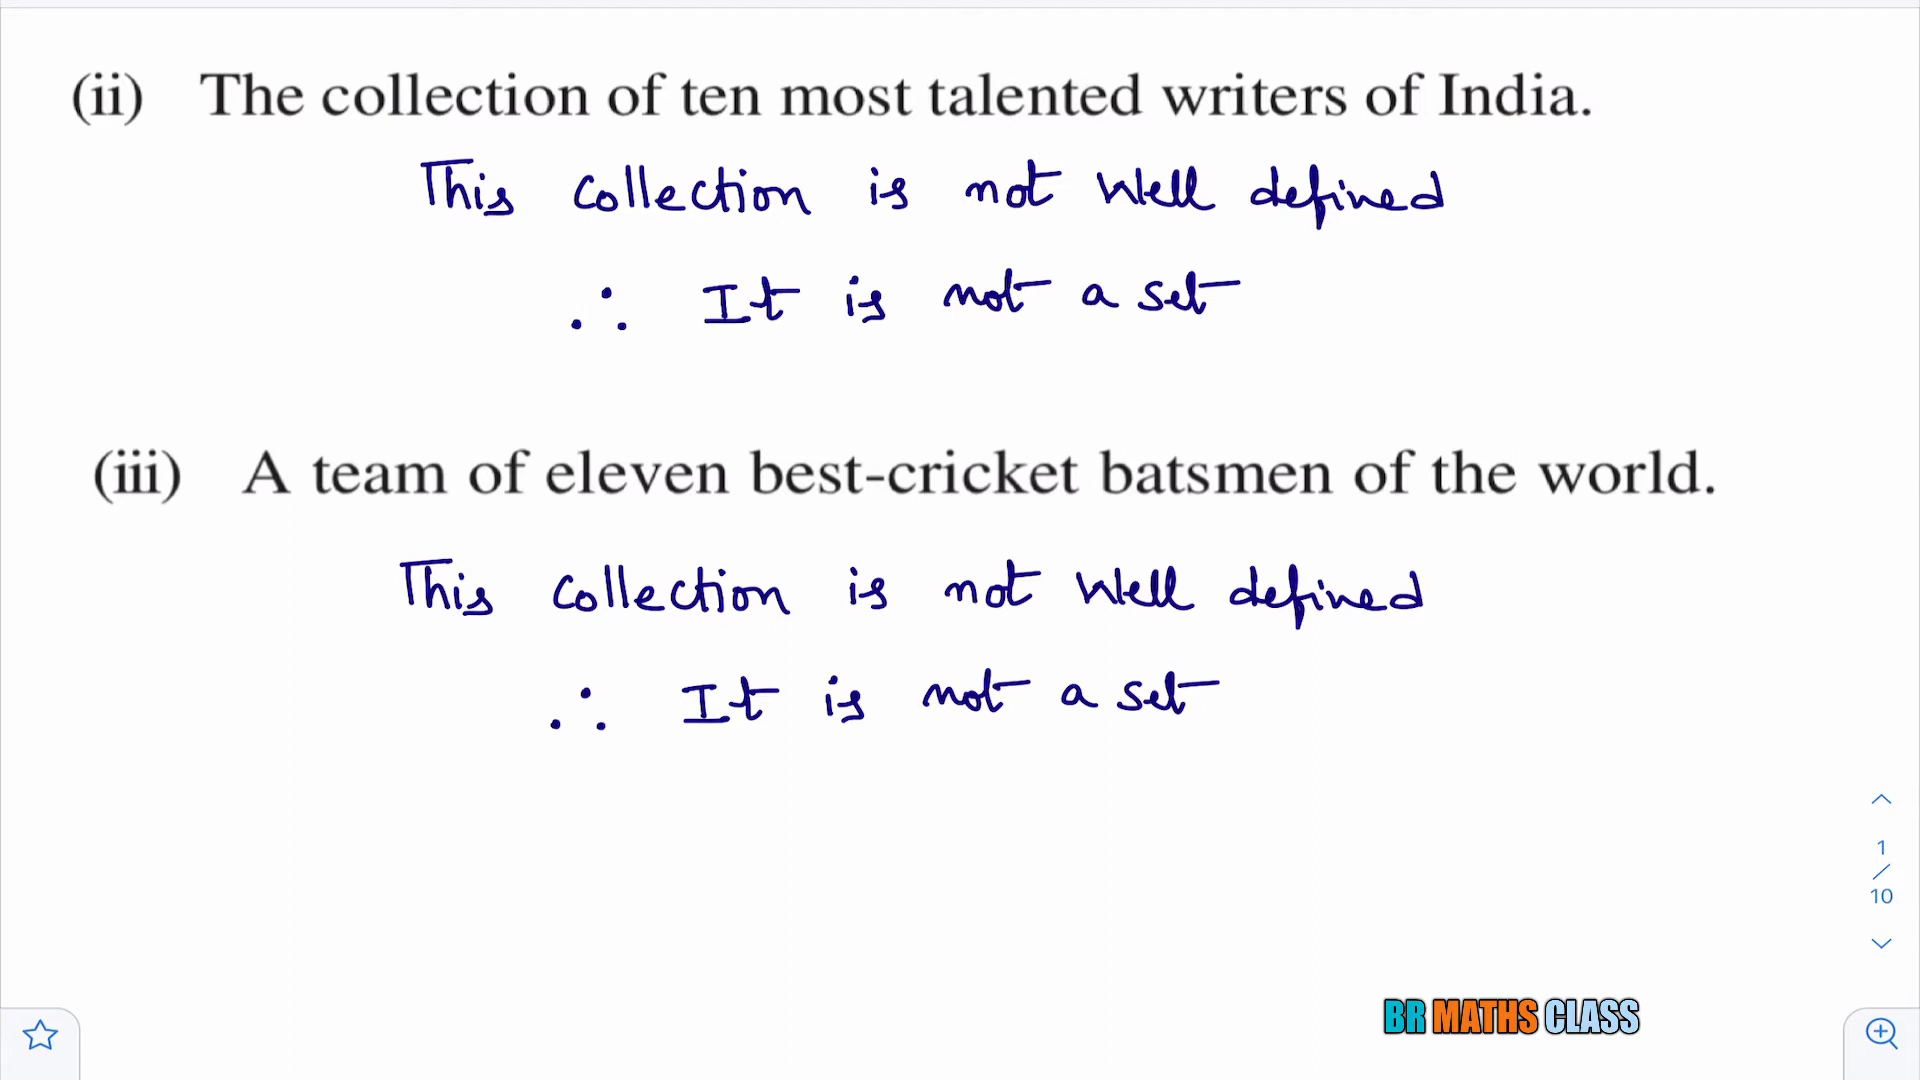 (ii) The collection of ten most talented writers of India.
This collection is not well defined
∴ It is not a set
(iii) A team of eleven best-cricket batsmen of the world.
This collection is not well defined
∴ It is not a set
1
/
10
BR MATHS CLASS